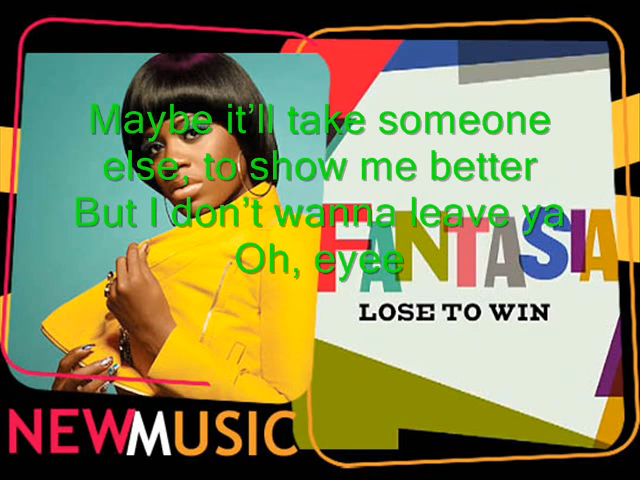 Maybe it’ll take someone
else, to show me better
But I don’t wanna leave ya
Oh, eyee
FANTASIA
LOSE TO WIN
NEWMUSIC